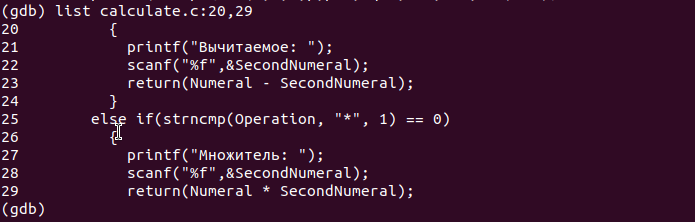 (gdb) list calculate.c:20,29
20          {
21            printf("Вычитаемое: ");
22            scanf("%f",&SecondNumeral);
23            return(Numeral - SecondNumeral);
24          }
25        else if(strncmp(Operation, "*", 1) == 0)
26          {
27            printf("Множитель: ");
28            scanf("%f",&SecondNumeral);
29            return(Numeral * SecondNumeral);
(gdb)